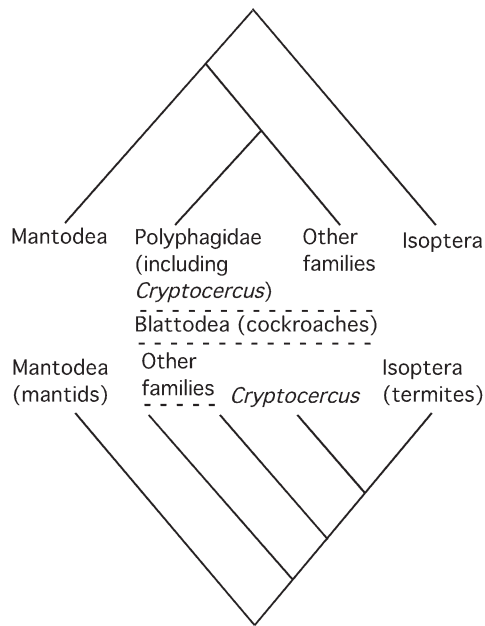 Mantodea
Polyphagidae
(including
Cryptocercus)
Other
families
Isoptera
Blattodea (cockroaches)
Mantodea
(mantids)
Other
families
Cryptocercus
Isoptera
(termites)